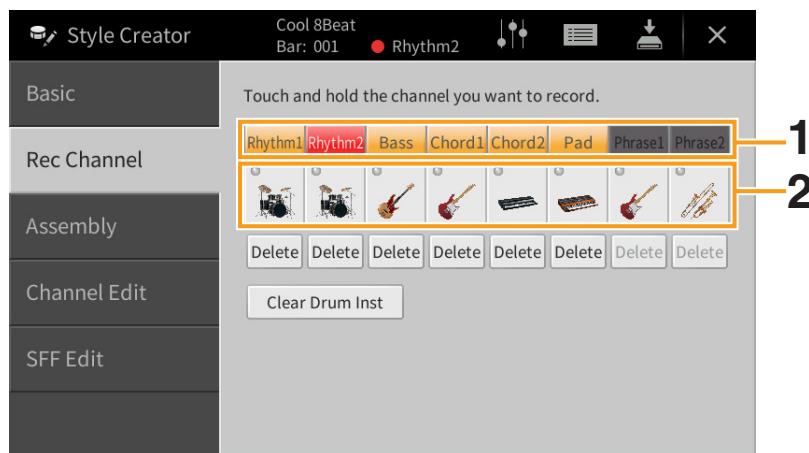 Style Creator
Cool 8Beat
Bar: 001
Rhythm2
Basic
Rec Channel
Assembly
Channel Edit
SFF Edit
Touch and hold the channel you want to record.
Rhythm1 Rhythm2 Bass Chord1 Chord2 Pad Phrase1 Phrase2
1
2
Delete Delete Delete Delete Delete Delete Delete Delete
Clear Drum Inst